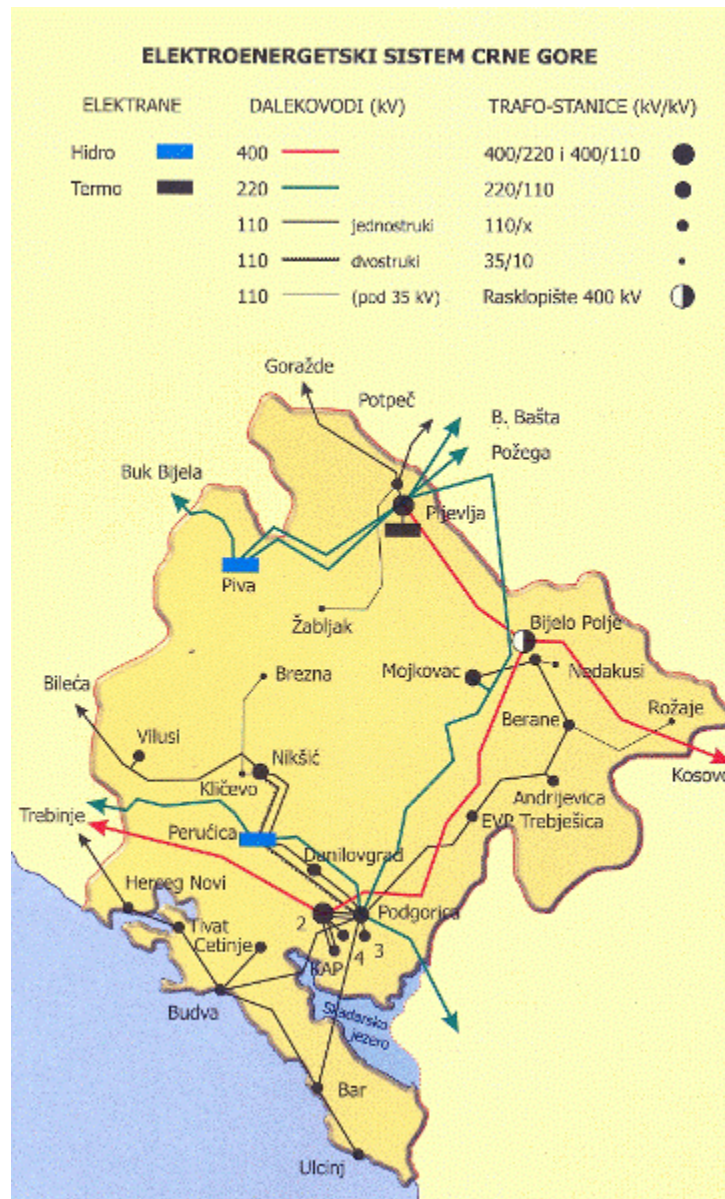 ELEKTROENERGETSKI SISTEM CRNE GORE
ELEKTRANE DALEKOVODI (kV) TRAFO-STANICE (kV/kV)
Hidro 400 400/220 i 400/110
Termo 220 220/110
110 jednostruki 110/x
110 dvostruki 35/10
110 (pod 35 kV) Rasklopište 400 kV
Goražde
Potpeč
B. Bašta
Požega
Buk Bijela
Pljevlja
Piva
Žabljak
Bijelo Polje
Mojkovac
Nedakusi
Brezna
Bileća
Rožaje
Vilusi
Berane
Nikšić
Kličevo
Kosovo
Andrijevica
Trebinje
EVP Trebješica
Perućica
Danilovgrad
Herceg Novi
Podgorica
2
Tivat
Cetinje
4 3
KAP
Budva
Skadarsko
jezero
Bar
Ulcinj